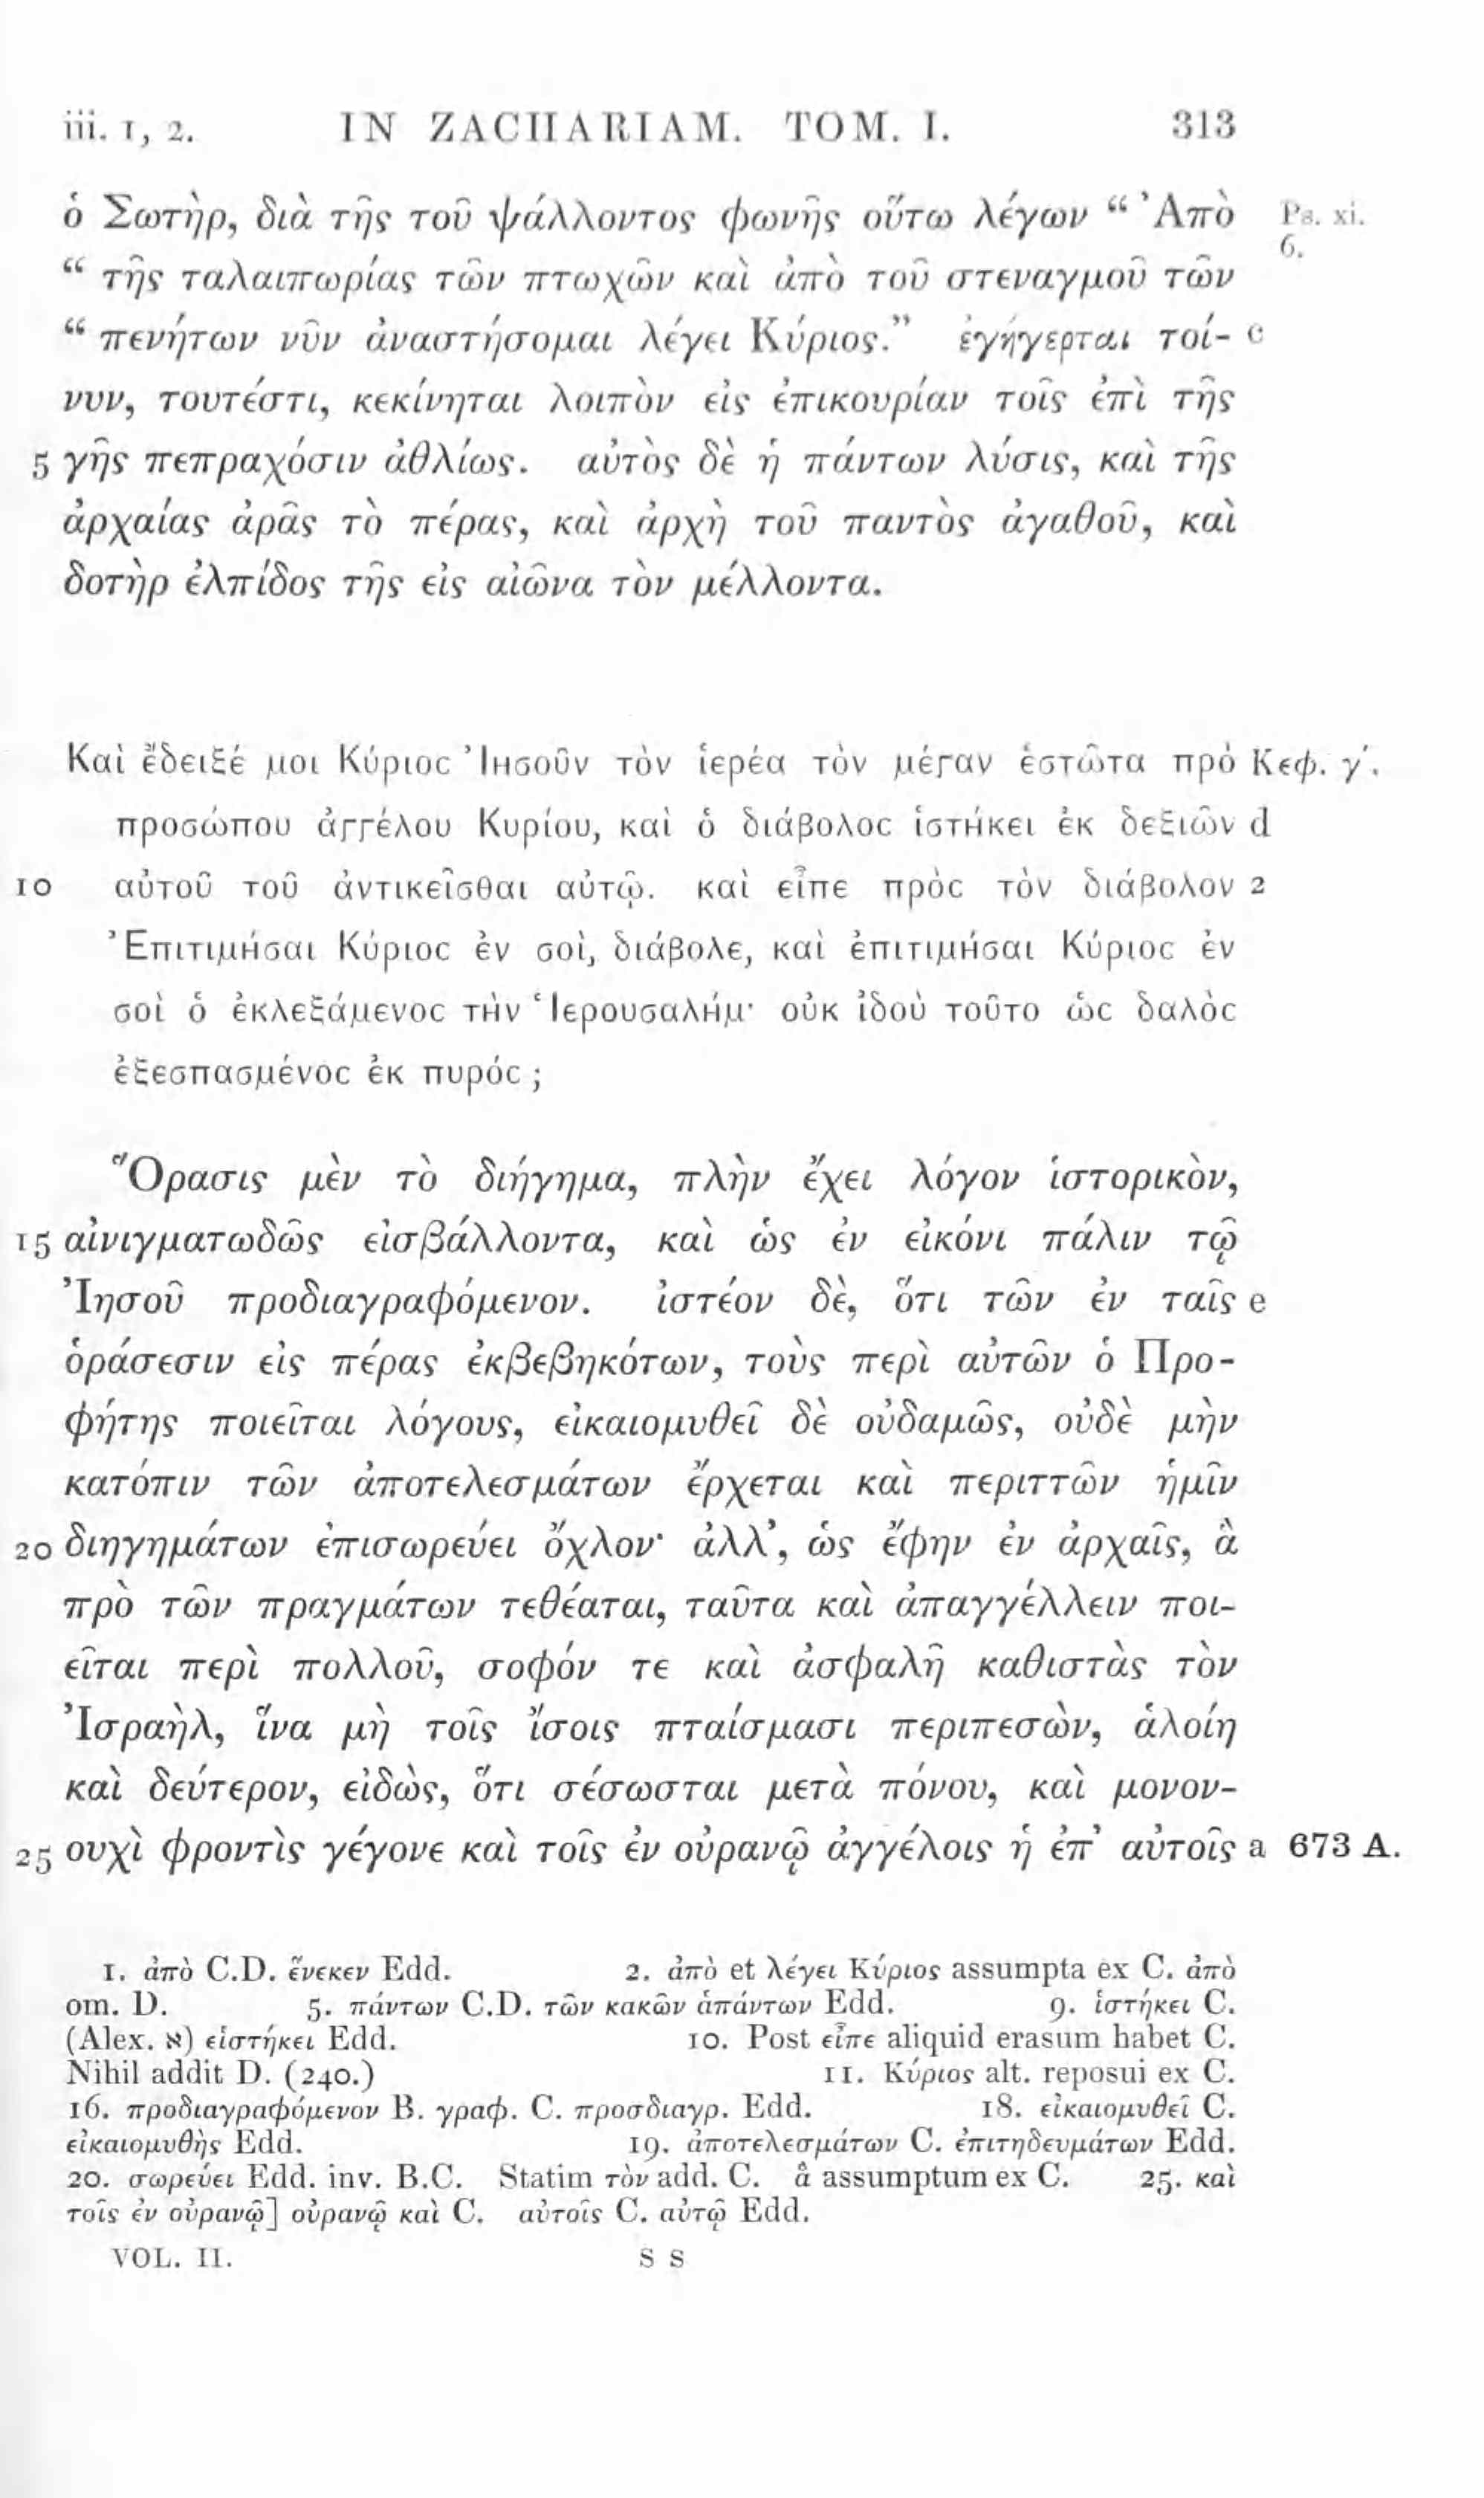 iii. 1, 2. IN ZACHARIAM. TOM. I. 313
ὁ Σωτὴρ, διὰ τῆς τοῦ ψάλλοντος φωνῆς οὕτω λέγων “ Ἀπὸ Ps. xi. 6.
“ τῆς ταλαιπωρίας τῶν πτωχῶν καὶ ἀπὸ τοῦ στεναγμοῦ τῶν
“ πενήτων νῦν ἀναστήσομαι λέγει Κύριος.” ἐγήγερται τοί- c
νυν, τουτέστι, κεκίνηται λοιπὸν εἰς ἐπικουρίαν τοῖς ἐπὶ τῆς
5 γῆς πεπραχόσιν ἀθλίως. αὐτὸς δὲ ἡ πάντων λύσις, καὶ τῆς
ἀρχαίας ἀρᾶς τὸ πέρας, καὶ ἀρχὴ τοῦ παντὸς ἀγαθοῦ, καὶ
δοτὴρ ἐλπίδος τῆς εἰς αἰῶνα τὸν μέλλοντα.
Καὶ ἔδειξέ μοι Κύριος Ἰησοῦν τὸν ἱερέα τὸν μέγαν ἑστῶτα πρὸ Κεφ. γʹ.
προσώπου ἀγγέλου Κυρίου, καὶ ὁ διάβολος ἱστήκει ἐκ δεξιῶν d
10 αὐτοῦ τοῦ ἀντικεῖσθαι αὐτῷ. καὶ εἶπε πρὸς τὸν διάβολον 2
Ἐπιτιμήσαι Κύριος ἐν σοὶ, διάβολε, καὶ ἐπιτιμήσαι Κύριος ἐν
σοὶ ὁ ἐκλεξάμενος τὴν Ἱερουσαλήμ· οὐκ ἰδοὺ τοῦτο ὡς δαλὸς
ἐξεσπασμένος ἐκ πυρός ;
Ὅρασις μὲν τὸ διήγημα, πλὴν ἔχει λόγον ἱστορικὸν,
15 αἰνιγματωδῶς εἰσβάλλοντα, καὶ ὡς ἐν εἰκόνι πάλιν τῷ
Ἰησοῦ προδιαγραφόμενον. ἰστέον δὲ, ὅτι τῶν ἐν ταῖς e
ὁράσεσιν εἰς πέρας ἐκβεβηκότων, τοὺς περὶ αὐτῶν ὁ Προ-
φήτης ποιεῖται λόγους, εἰκαιομυθεῖ δὲ οὐδαμῶς, οὐδὲ μὴν
κατόπιν τῶν ἀποτελεσμάτων ἔρχεται καὶ περιττῶν ἡμῖν
20 διηγημάτων ἐπισωρεύει ὄχλον· ἀλλ’, ὡς ἔφην ἐν ἀρχαῖς, ἃ
πρὸ τῶν πραγμάτων τεθέαται, ταῦτα καὶ ἀπαγγέλλειν ποι-
εῖται περὶ πολλοῦ, σοφόν τε καὶ ἀσφαλῆ καθιστὰς τὸν
Ἰσραὴλ, ἵνα μὴ τοῖς ἴσοις πταίσμασι περιπεσὼν, ἁλοίη
καὶ δεύτερον, εἰδὼς, ὅτι σέσωσται μετὰ πόνου, καὶ μονον-
25 ουχὶ φροντὶς γέγονε καὶ τοῖς ἐν οὐρανῷ ἀγγέλοις ἡ ἐπ’ αὐτοῖς a 673 A.
1. ἀπὸ C.D. ἕνεκεν Edd. 2. ἀπὸ et λέγει Κύριος assumpta ex C. ἀπὸ
om. D. 5. πάντων C.D. τῶν κακῶν ἁπάντων Edd. 9. ἱστήκει C.
(Alex. א) εἱστήκει Edd. 10. Post εἶπε aliquid erasum habet C.
Nihil addit D. (240.) 11. Κύριος alt. reposui ex C.
16. προδιαγραφόμενον B. γραφ. C. προσδιαγρ. Edd. 18. εἰκαιομυθεῖ C.
εἰκαιομυθὴς Edd. 19. ἀποτελεσμάτων C. ἐπιτηδευμάτων Edd.
20. σωρεύει Edd. inv. B.C. Statim τὸν add. C. ἃ assumptum ex C. 25. καὶ
τοῖς ἐν οὐρανῷ] οὐρανῷ καὶ C. αὐτοῖς C. αὐτῷ Edd.
VOL. II. S S